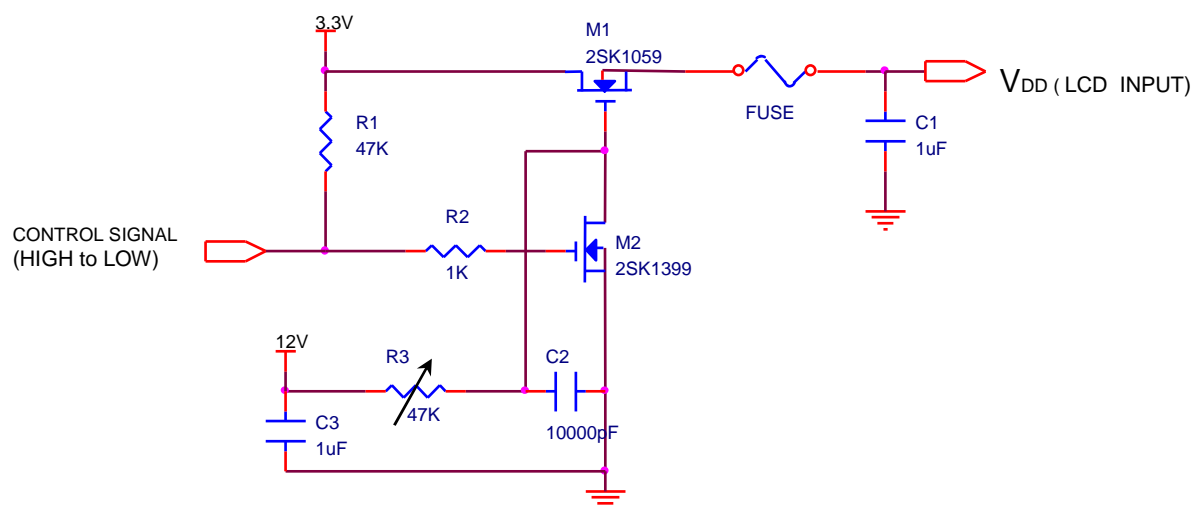 3.3V
M1
2SK1059
FUSE
VDD ( LCD INPUT)
R1
47K
C1
1uF
CONTROL SIGNAL
(HIGH to LOW)
R2
1K
M2
2SK1399
12V
R3
47K
C2
10000pF
C3
1uF